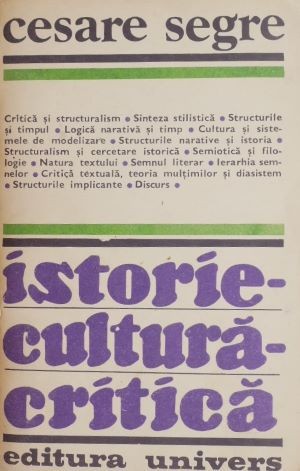 cesare segre
Critică și structuralism • Sinteza stilistică • Structurile
și timpul • Logică narativă și timp • Cultura și siste-
mele de modelizare • Structurile narative și istoria •
Structuralism și cercetare istorică • Semiotică și filo-
logie • Natura textului • Semnul literar • Ierarhia sem-
nelor • Critică textuală, teoria mulțimilor și diasistem
• Structurile implicante • Discurs •
istorie-
cultură-
critică
editura univers